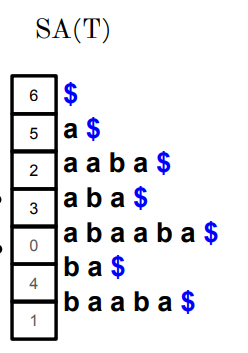 SA(T)
6 $
5 a $
2 a a b a $
3 a b a $
0 a b a a b a $
4 b a $
1 b a a b a $